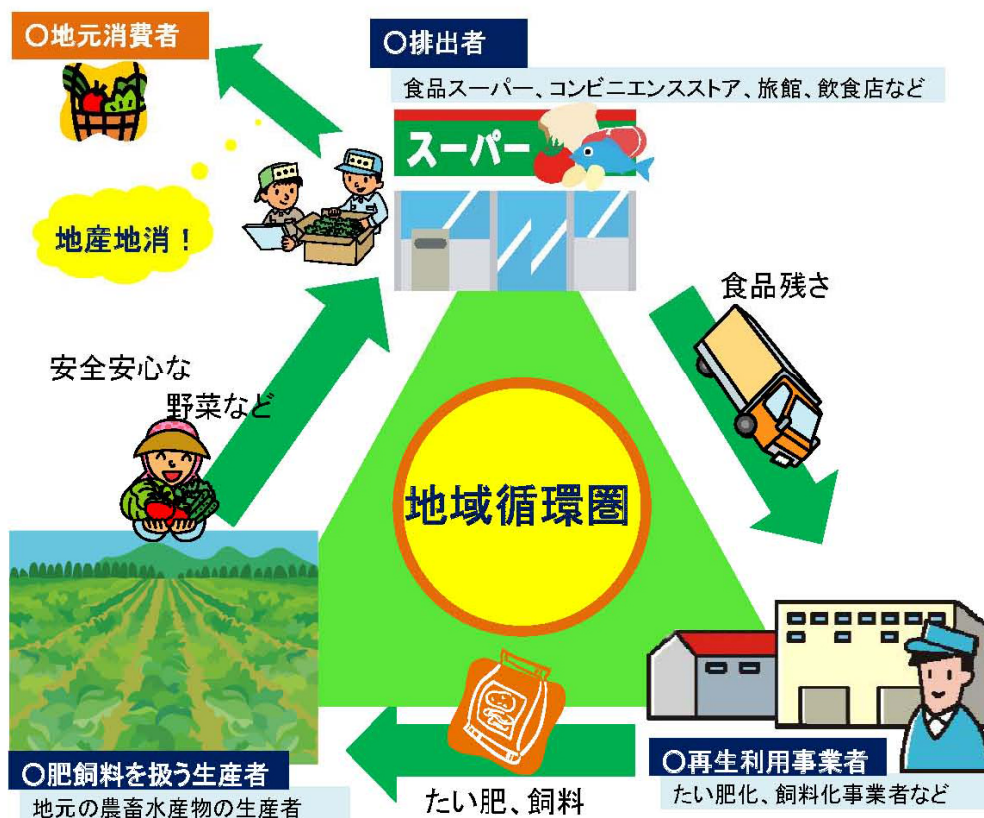 〇地元消費者
〇排出者
食品スーパー、コンビニエンスストア、旅館、飲食店など
スーパー
地産地消！
食品残さ
安全安心な
野菜など
地域循環圏
〇肥飼料を扱う生産者
地元の農畜水産物の生産者
たい肥、飼料
〇再生利用事業者
たい肥化、飼料化事業者など